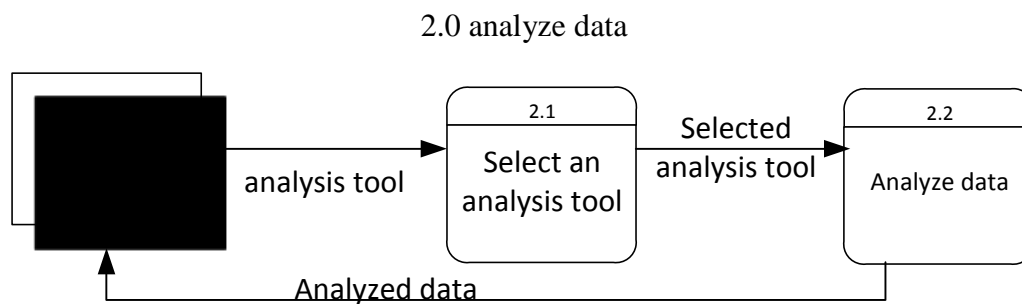 2.0 analyze data
analysis tool
2.1
Select an
analysis tool
Selected
analysis tool
2.2
Analyze data
Analyzed data